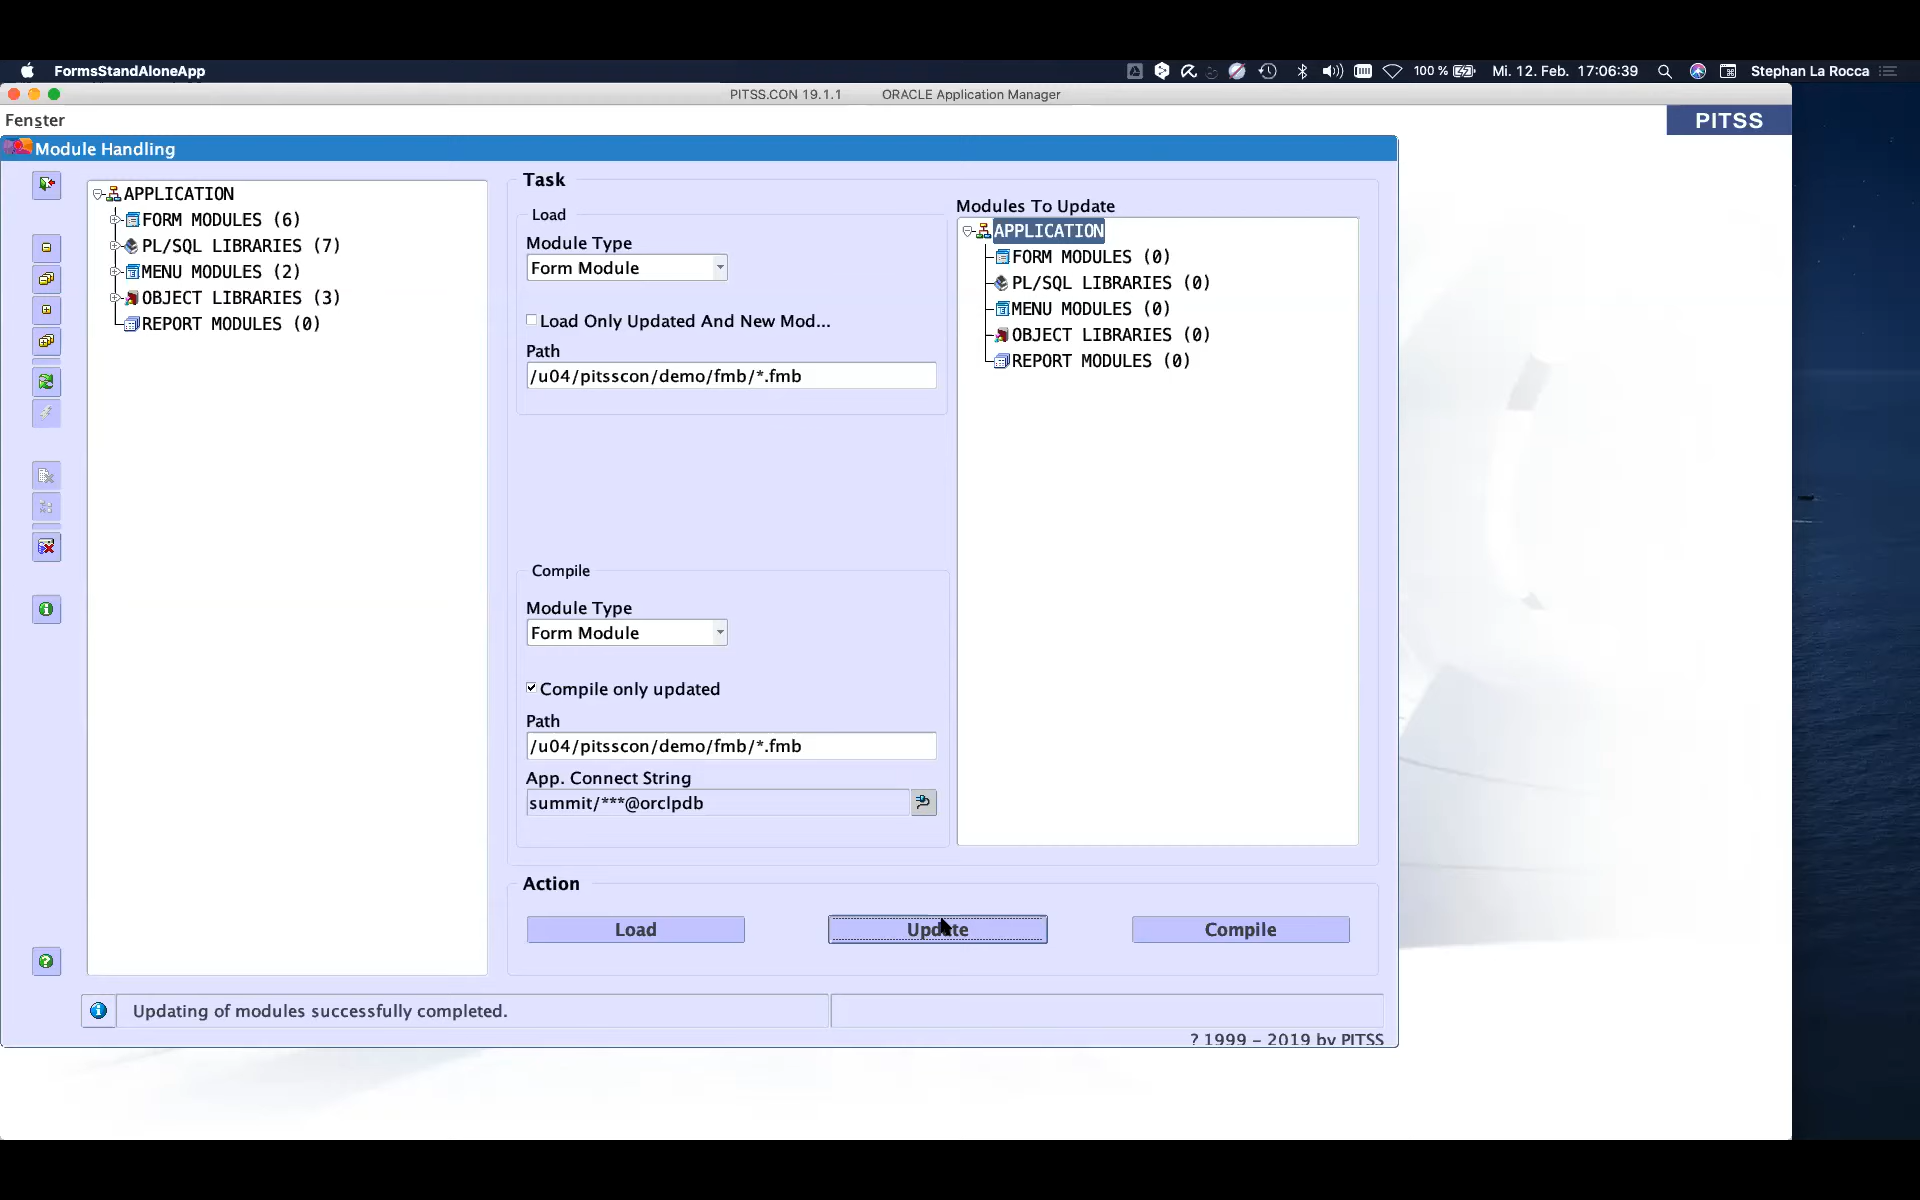 FormsStandAloneApp
100 %
Mi. 12. Feb. 17:06:39
Stephan La Rocca
PITSS.CON 19.1.1 ORACLE Application Manager
Fenster
PITSS
Module Handling
APPLICATION
FORM MODULES (6)
PL/SQL LIBRARIES (7)
MENU MODULES (2)
OBJECT LIBRARIES (3)
REPORT MODULES (0)
Task
Load
Module Type
Form Module
Load Only Updated And New Mod...
Path
/u04/pitsscon/demo/fmb/*.fmb
Compile
Module Type
Form Module
Compile only updated
Path
/u04/pitsscon/demo/fmb/*.fmb
App. Connect String
summit/***@orclpdb
Modules To Update
APPLICATION
FORM MODULES (0)
PL/SQL LIBRARIES (0)
MENU MODULES (0)
OBJECT LIBRARIES (0)
REPORT MODULES (0)
Action
Load
Update
Compile
Updating of modules successfully completed.
? 1999 - 2019 by PITSS